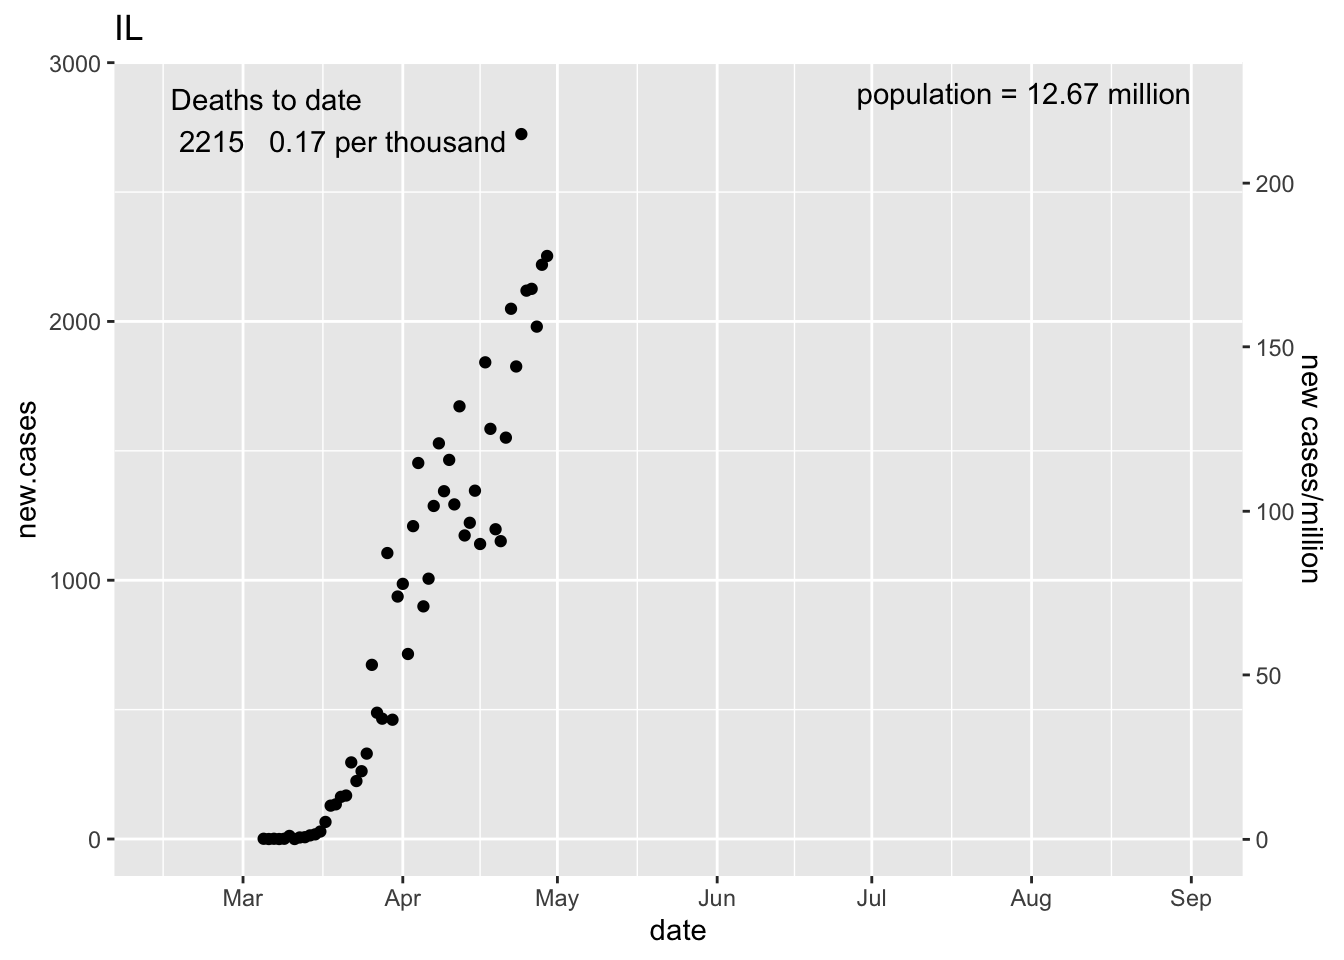 IL
3000
Deaths to date
2215 0.17 per thousand
population = 12.67 million
2000
1000
0
new.cases
200
150
100
50
0
new cases/million
Mar Apr May Jun Jul Aug Sep
date